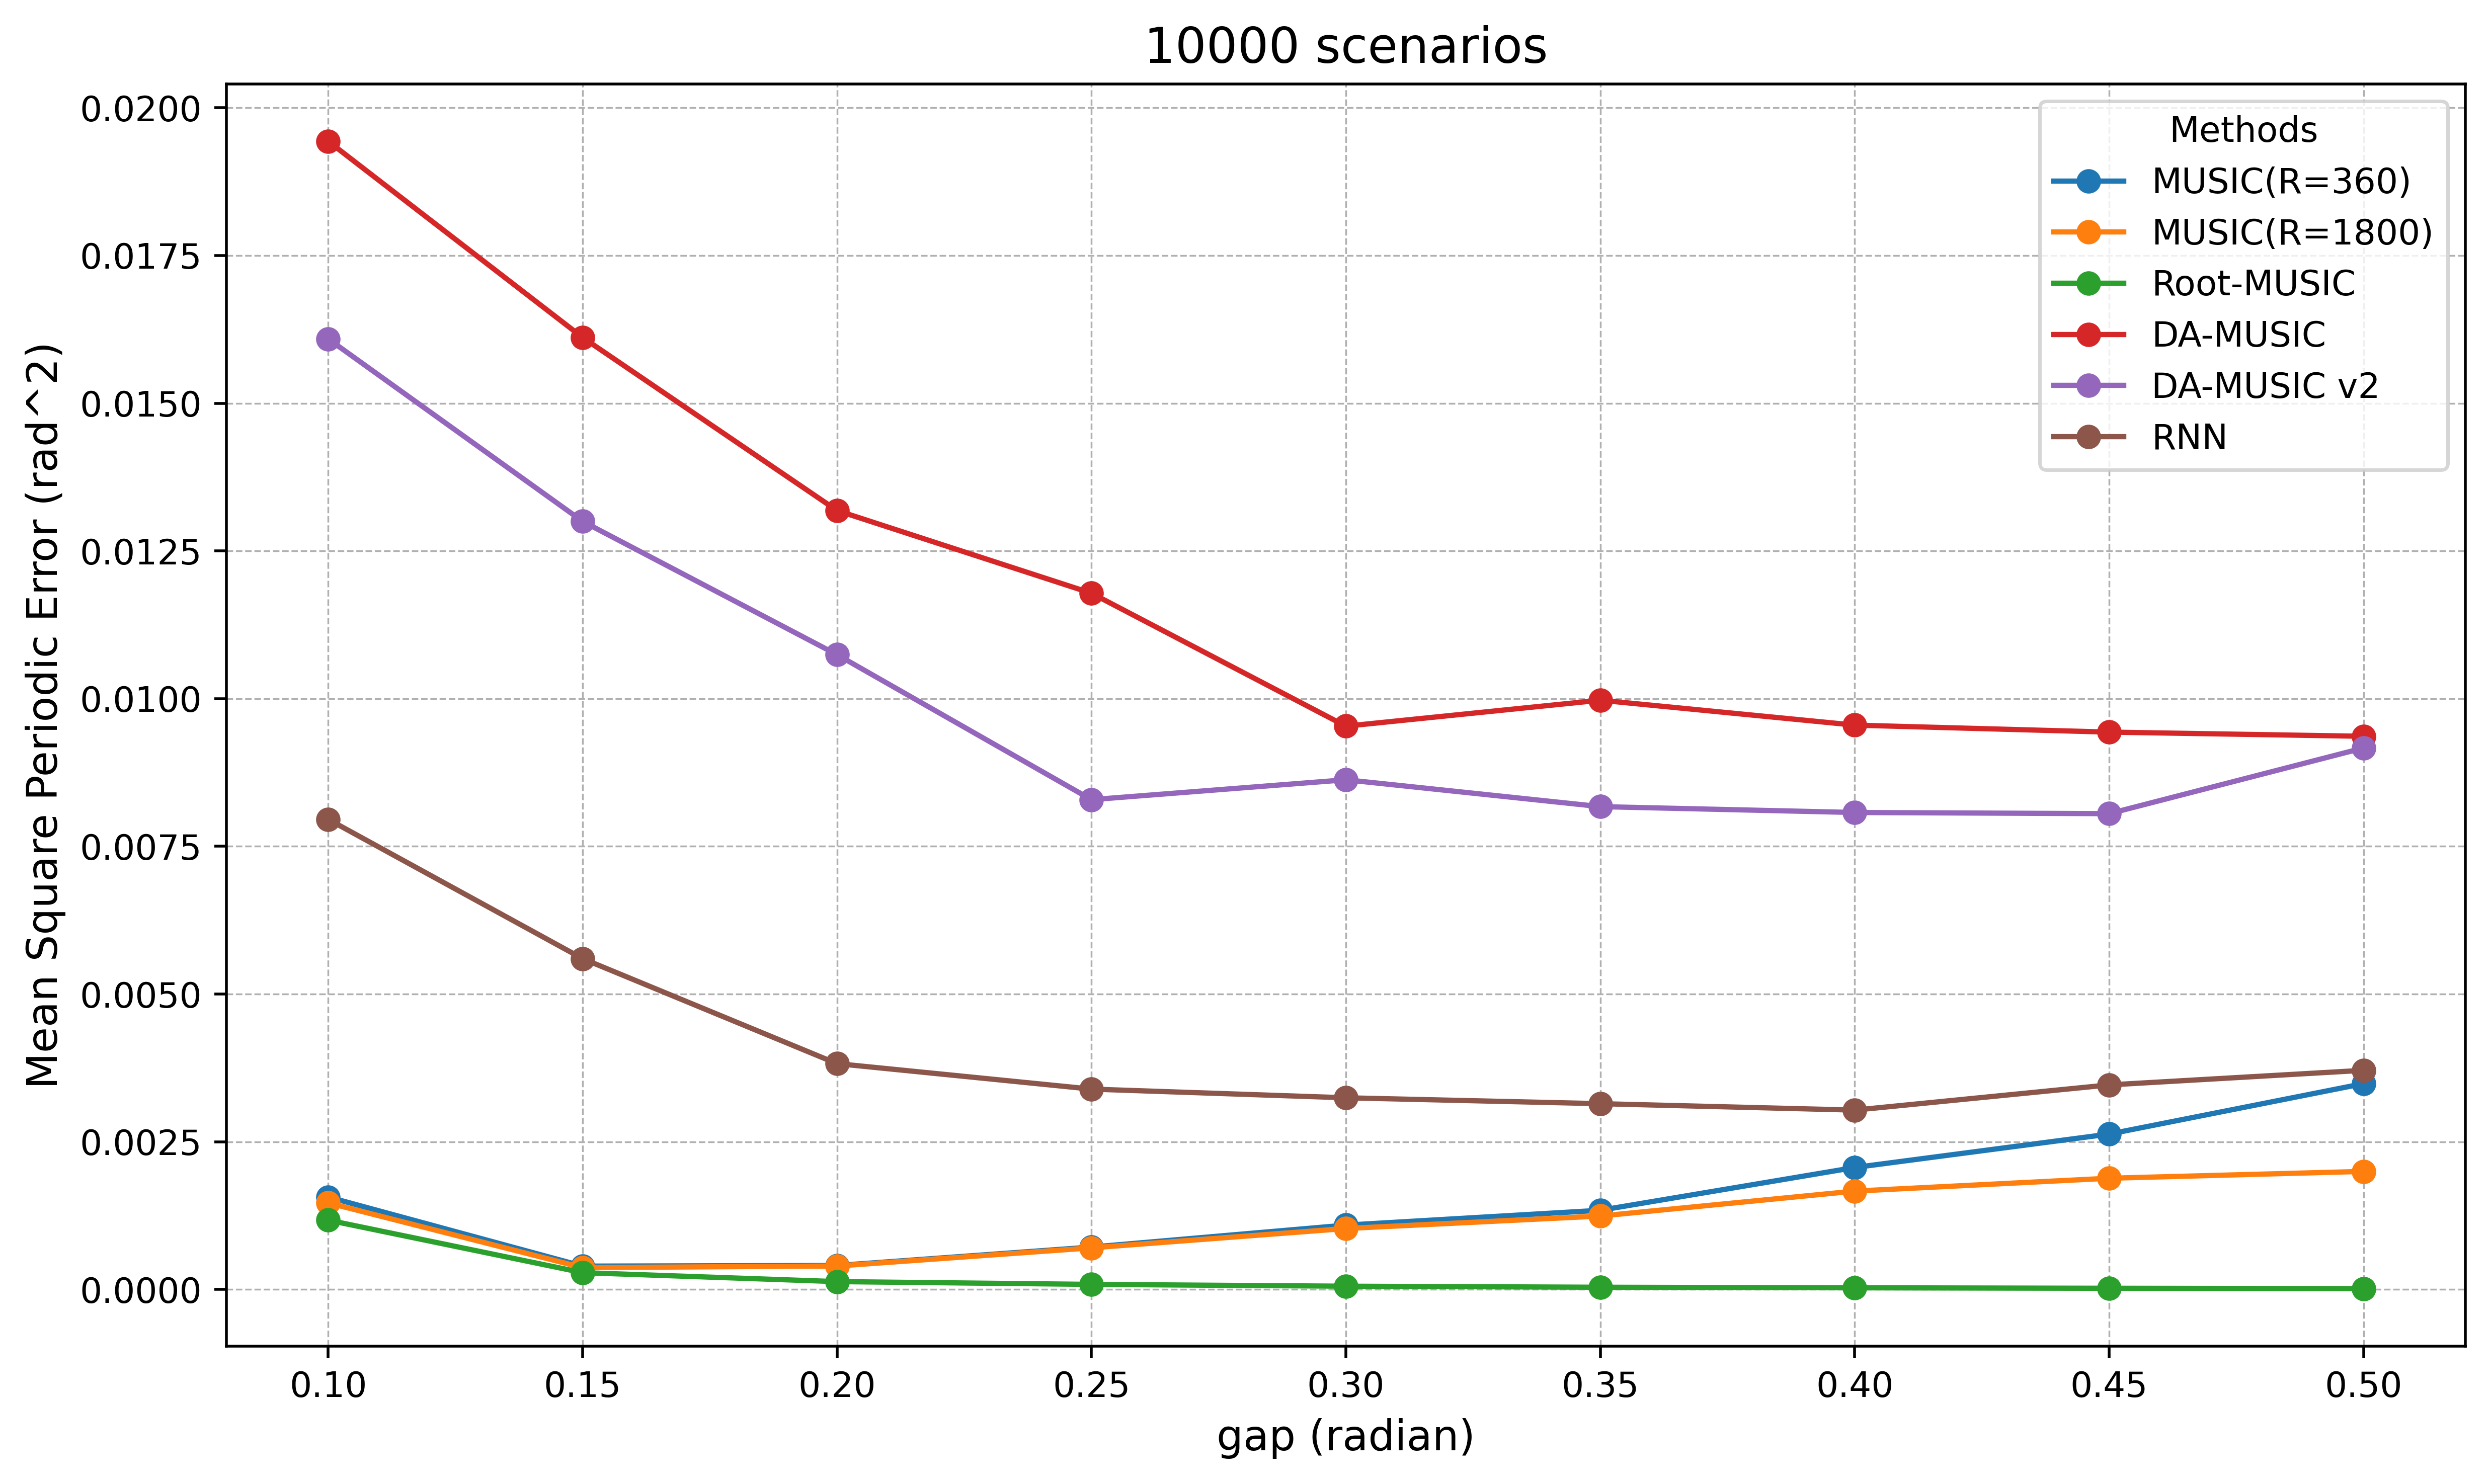 10000 scenarios
Mean Square Periodic Error (rad^2)
0.0200
0.0175
0.0150
0.0125
0.0100
0.0075
0.0050
0.0025
0.0000
Methods
MUSIC(R=360)
MUSIC(R=1800)
Root-MUSIC
DA-MUSIC
DA-MUSIC v2
RNN
0.10 0.15 0.20 0.25 0.30 0.35 0.40 0.45 0.50
gap (radian)